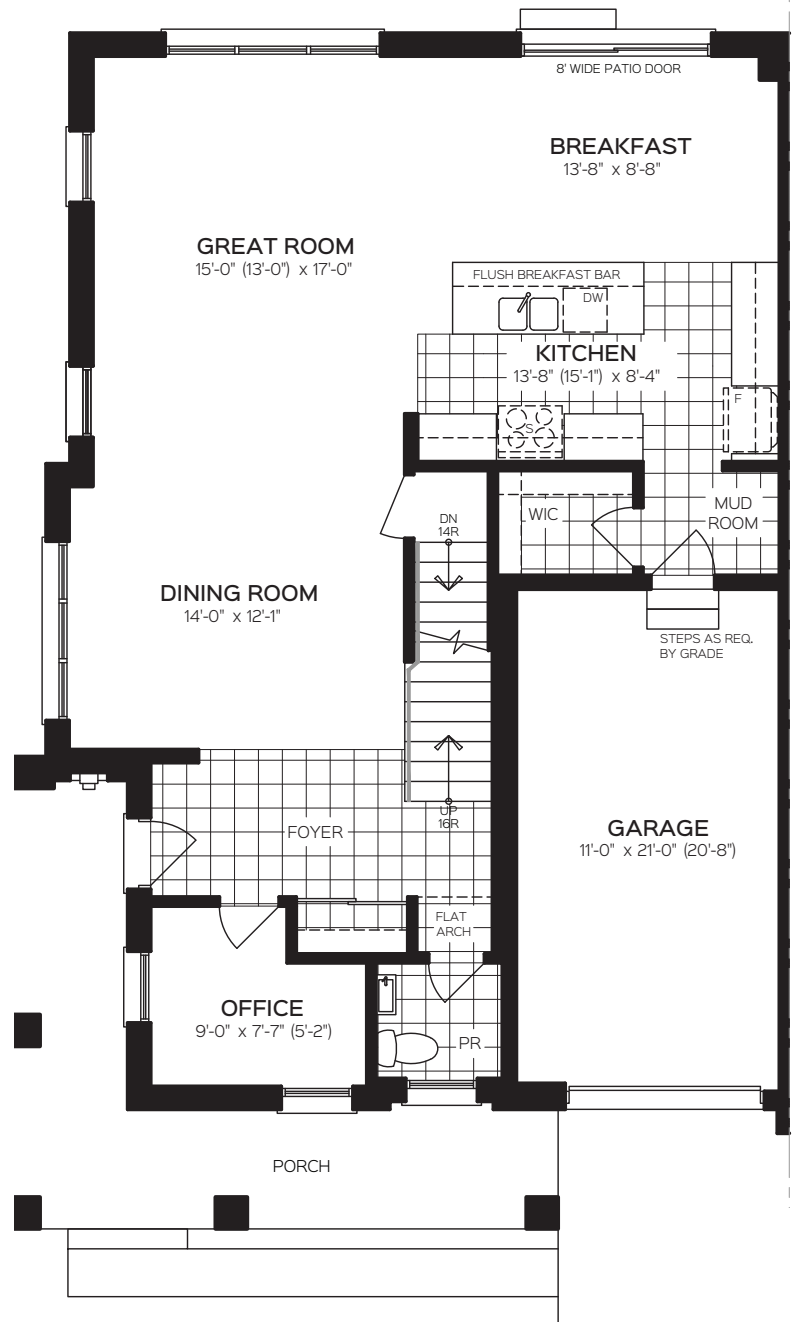 8' WIDE PATIO DOOR
BREAKFAST
13'-8" x 8'-8"
GREAT ROOM
15'-0" (13'-0") x 17'-0"
FLUSH BREAKFAST BAR
DW
KITCHEN
13'-8" (15'-1") x 8'-4"
F
S
DN
14R
WIC
MUD
ROOM
DINING ROOM
14'-0" x 12'-1"
STEPS AS REQ.
BY GRADE
UP
16R
FOYER
GARAGE
11'-0" x 21'-0" (20'-8")
FLAT
ARCH
OFFICE
9'-0" x 7'-7" (5'-2")
PR
PORCH